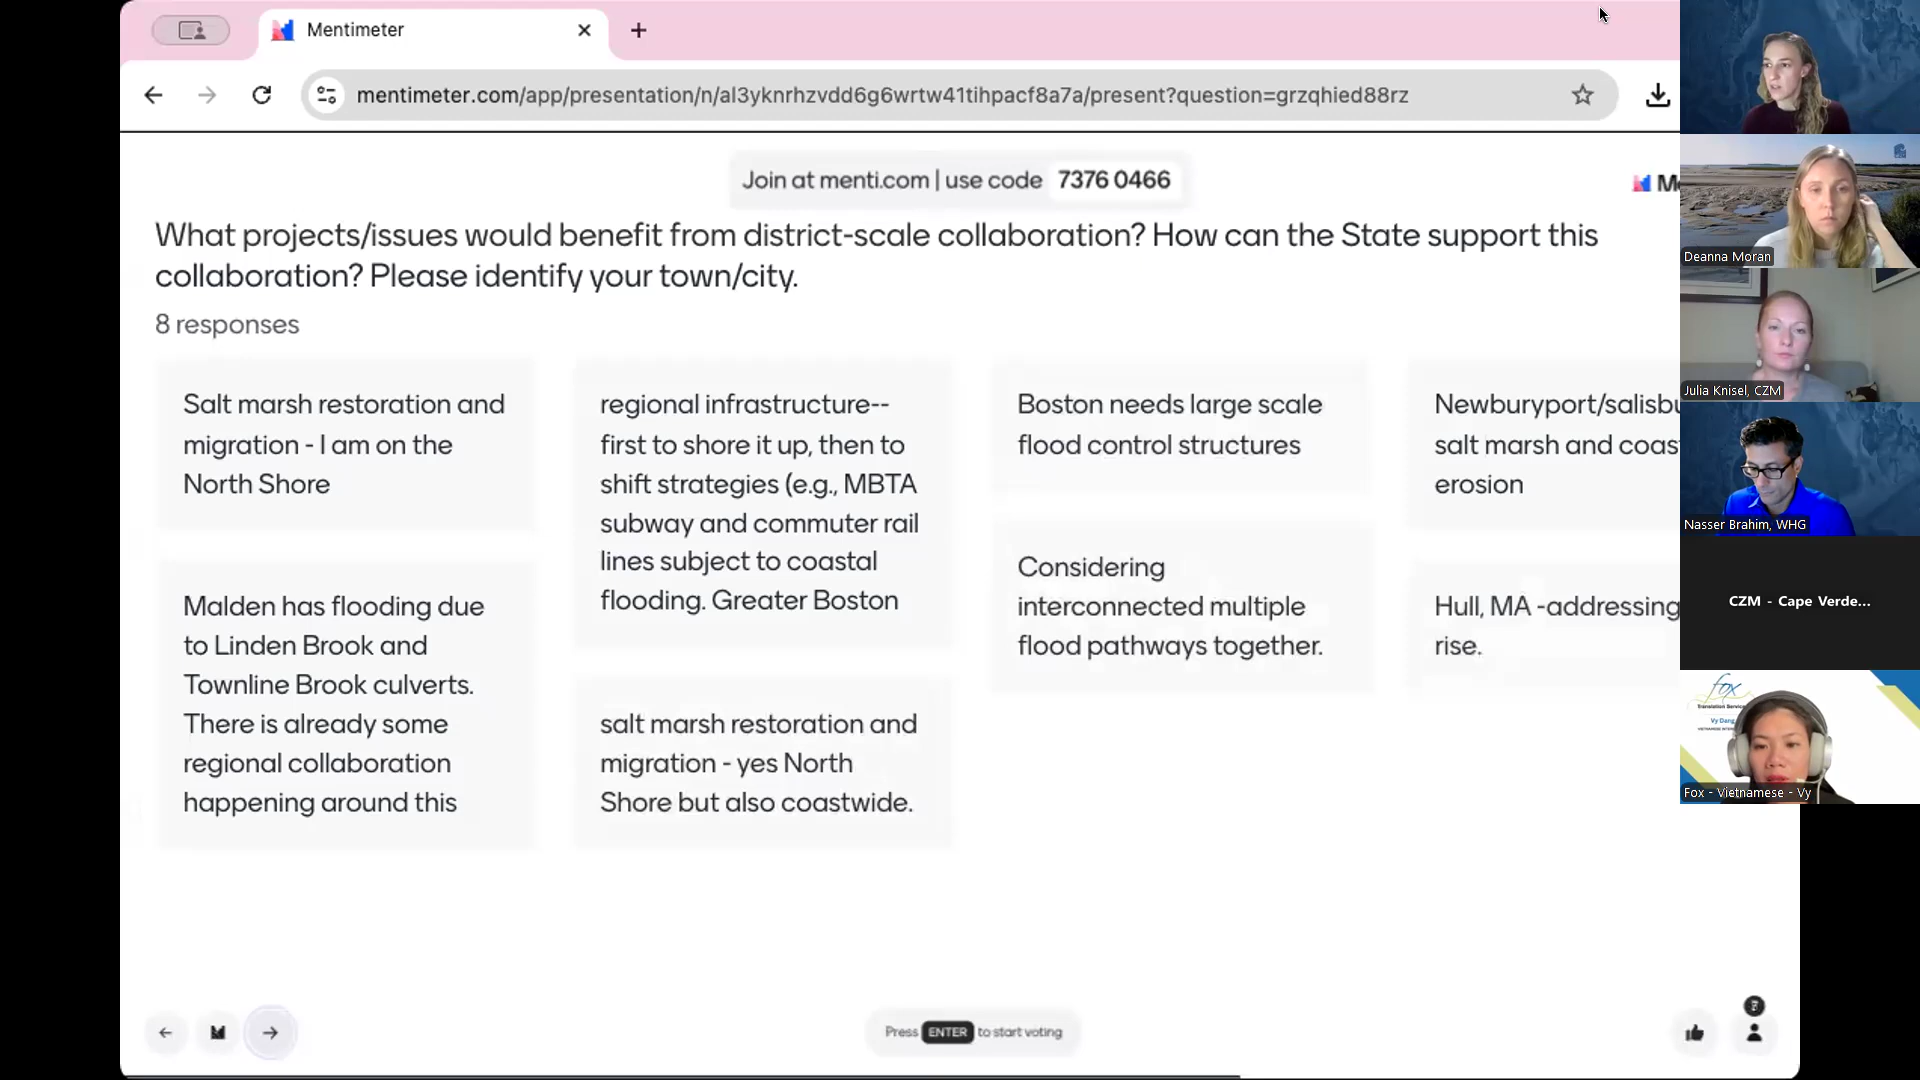 Mentimeter
mentimeter.com/app/presentation/n/al3yknrhzvdd6g6wrtw41tihpacf8a7a/present?question=grzqhied88rz
Join at menti.com | use code 7376 0466
What projects/issues would benefit from district-scale collaboration? How can the State support this
collaboration? Please identify your town/city.
8 responses
Salt marsh restoration and
migration - I am on the
North Shore
Malden has flooding due
to Linden Brook and
Townline Brook culverts.
There is already some
regional collaboration
happening around this
regional infrastructure--
first to shore it up, then to
shift strategies (e.g., MBTA
subway and commuter rail
lines subject to coastal
flooding. Greater Boston
salt marsh restoration and
migration - yes North
Shore but also coastwide.
Boston needs large scale
flood control structures
Considering
interconnected multiple
flood pathways together.
Newburyport/salisbu
salt marsh and coas
erosion
Hull, MA -addressing
rise.
Press ENTER to start voting
Deanna Moran
Julia Knisel, CZM
Nasser Brahim, WHG
CZM - Cape Verde...
fox
Translation Service
Vy Dang
Fox - Vietnamese - Vy